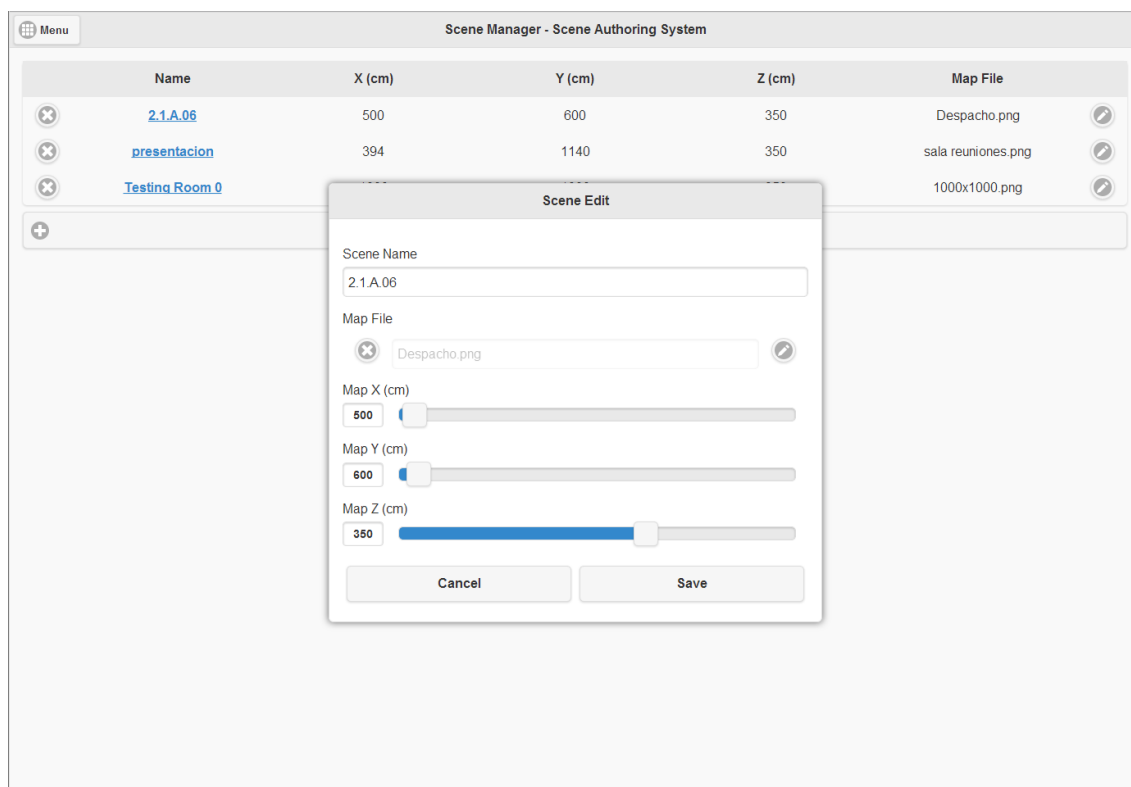 Menu
Scene Manager - Scene Authoring System
Name X (cm) Y (cm) Z (cm) Map File
2.1.A.06 500 600 350 Despacho.png
presentacion 394 1140 350 sala reuniones.png
Testing Room 0 1000x1000.png
Scene Edit
Scene Name
2.1.A.06
Map File
Despacho.png
Map X (cm)
500
Map Y (cm)
600
Map Z (cm)
350
Cancel Save